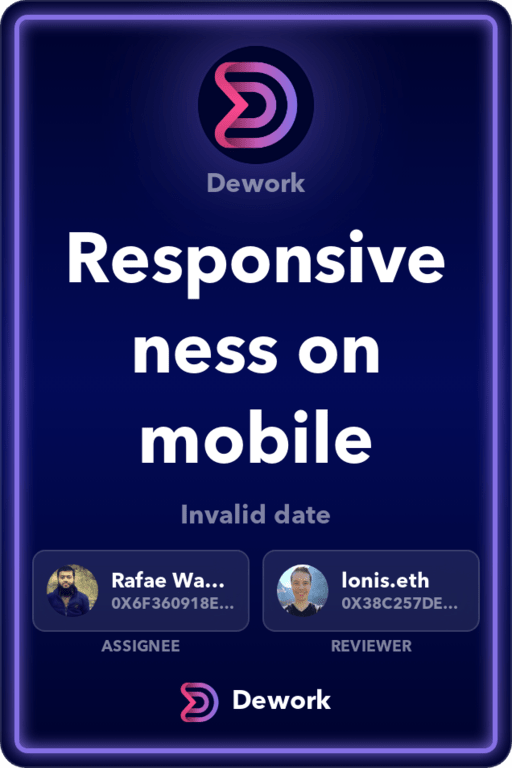 Dework
Responsive
ness on
mobile
Invalid date
Rafae Wa...
0X6F360918E...
lonis.eth
0X38C257DE...
ASSIGNEE
REVIEWER
Dework